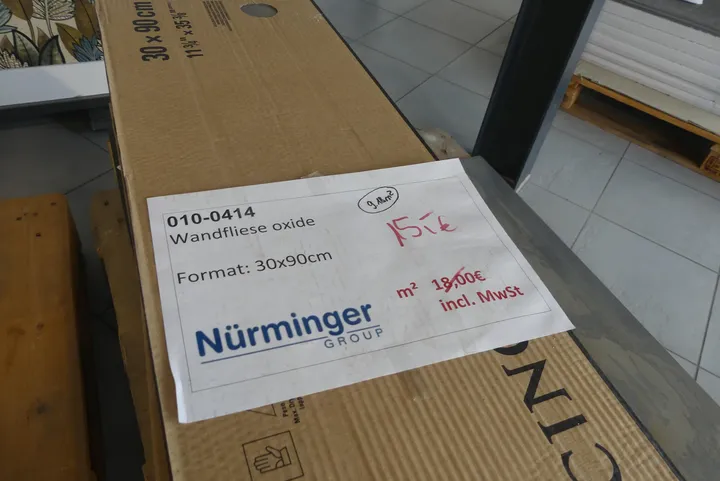 30 x 90 cm
010-0414
Wandfliese oxide
Format: 30x90cm
15,- €
m² 18,00€
incl. MwSt
Nürminger
GROUP